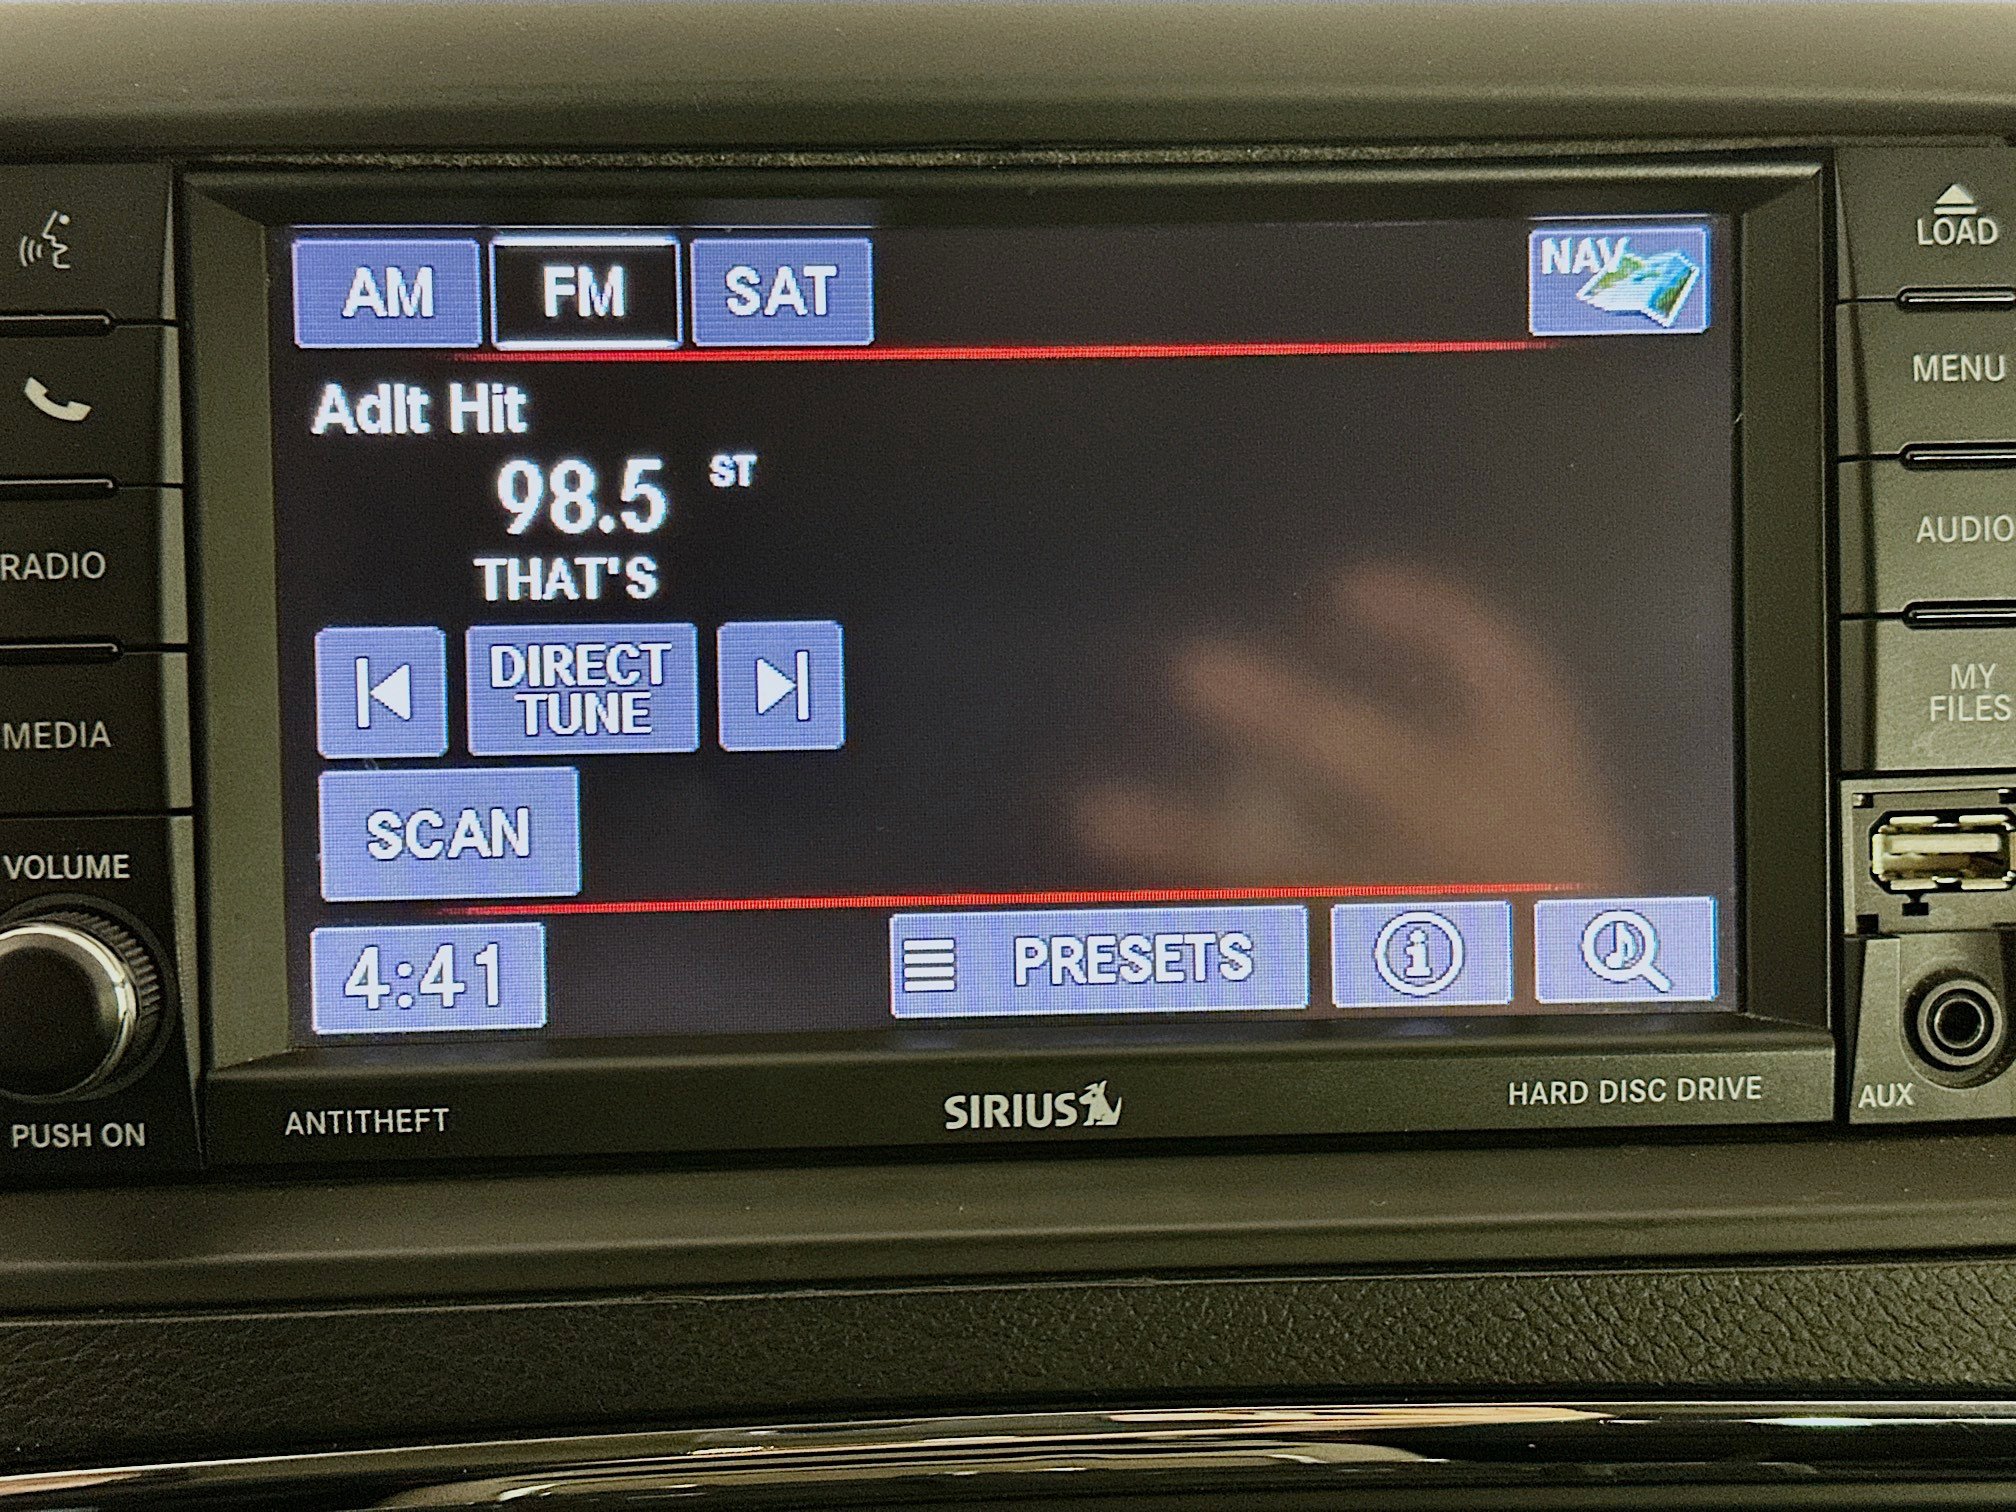 AM FM SAT NAV
Adlt Hit
98.5 ST
THAT'S
DIRECT
TUNE
SCAN
4:41 PRESETS i
RADIO
MEDIA
VOLUME
PUSH ON
LOAD
MENU
AUDIO
MY
FILES
AUX
ANTITHEFT SIRIUS HARD DISC DRIVE